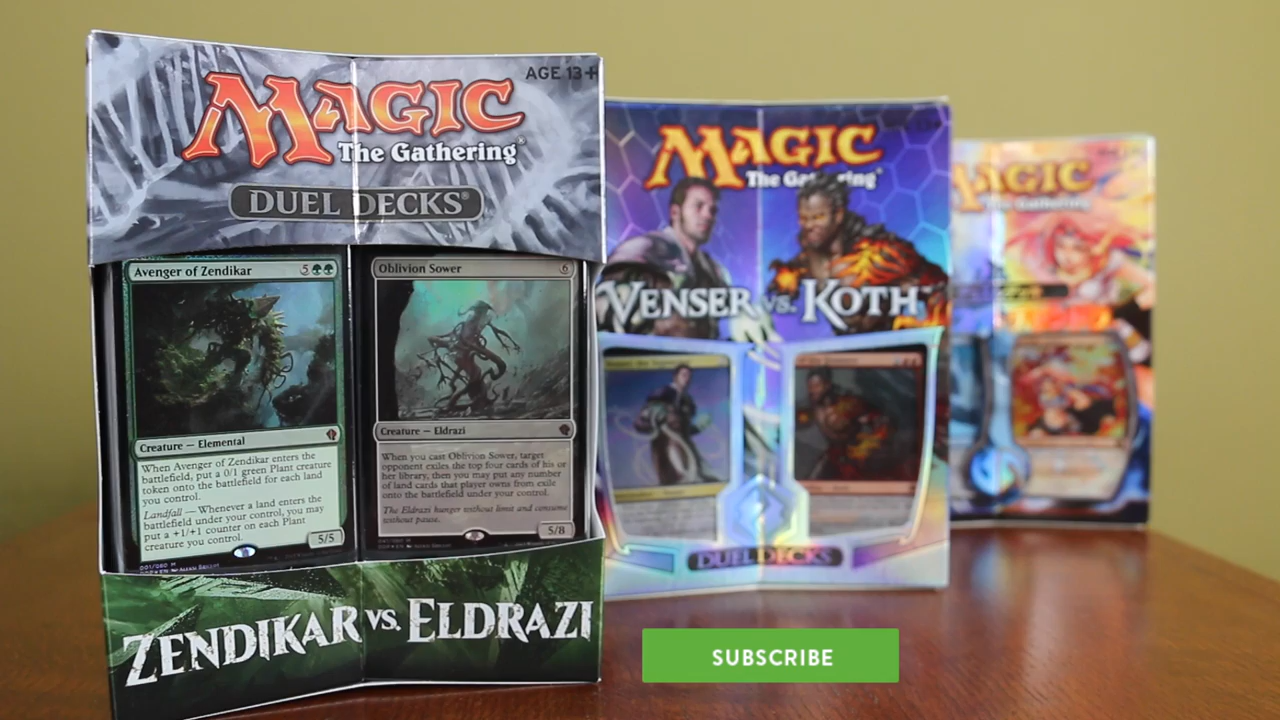 AGE 13+
MAGIC
The Gathering®
DUEL DECKS®
Avenger of Zendikar 5
Creature — Elemental
When Avenger of Zendikar enters the
battlefield, put a 0/1 green Plant creature
token onto the battlefield for each land
you control.
Landfall — Whenever a land enters the
battlefield under your control, you may
put a +1/+1 counter on each Plant
creature you control.
5/5
Oblivion Sower 6
Creature — Eldrazi
When you cast Oblivion Sower, target
opponent exiles the top four cards of his or
her library, then you may put any number
of land cards that player owns from exile
onto the battlefield under your control.
The Eldrazi hunger without limit and consume
without pause.
5/8
ZENDIKAR VS. ELDRAZI
MAGIC
The Gathering
VENSER VS. KOTH™
DUEL DECKS
MAGIC
The Gathering
SUBSCRIBE